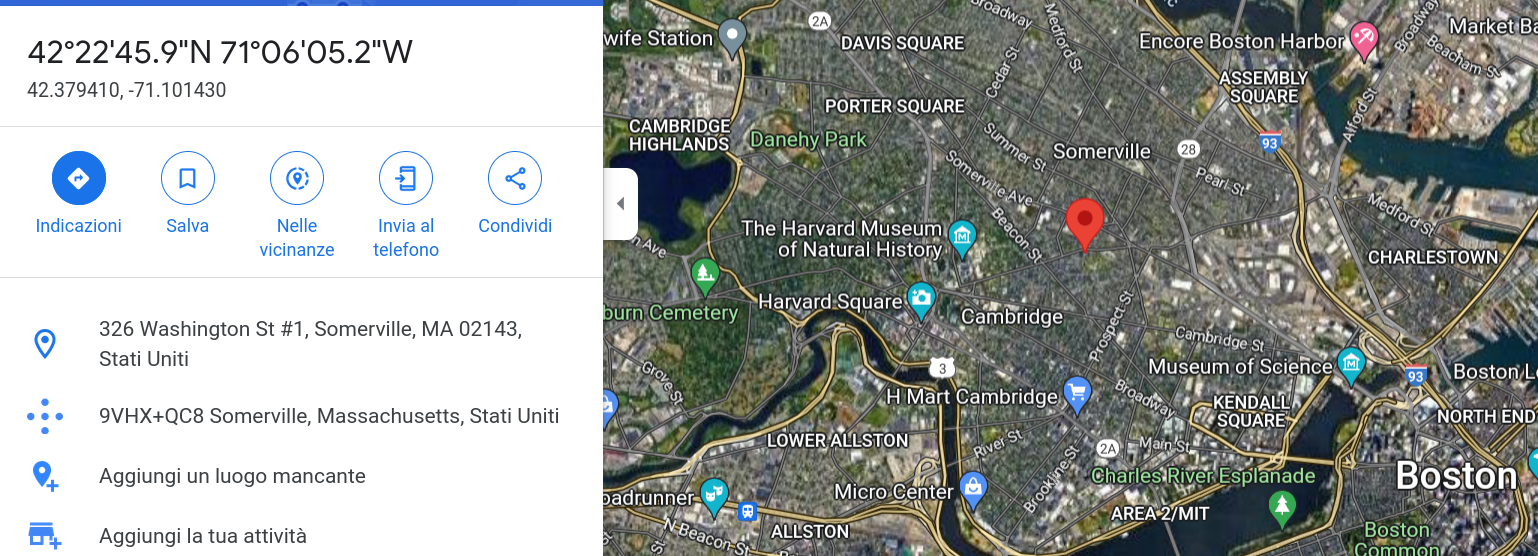 42°22'45.9"N 71°06'05.2"W
42.379410, -71.101430
Indicazioni
Salva
Nelle
vicinanze
Invia al
telefono
Condividi
326 Washington St #1, Somerville, MA 02143,
Stati Uniti
9VHX+QC8 Somerville, Massachusetts, Stati Uniti
Aggiungi un luogo mancante
Aggiungi la tua attività
wife Station
2A
DAVIS SQUARE
Broadway
Medford St
Cedar St
Encore Boston Harbor
Broadway
Market Ba
Beacham St
ASSEMBLY
SQUARE
Alford St
PORTER SQUARE
CAMBRIDGE
HIGHLANDS
Danehy Park
Summer St
Somerville
28
93
Somerville Ave
Pearl St
Beacon St
Medford St
The Harvard Museum
of Natural History
n Ave
CHARLESTOWN
burn Cemetery
Harvard Square
Cambridge
Prospect St
Cambridge St
Museum of Science
93
Boston Lo
3
Grove St
H Mart Cambridge
Broadway
KENDALL
SQUARE
NORTH END
LOWER ALLSTON
River St
2A
Main St
Charles River Esplanade
Boston
oadrunner
Micro Center
Brookline St
AREA 2/MIT
N Beacon St
ALLSTON
Boston
Common